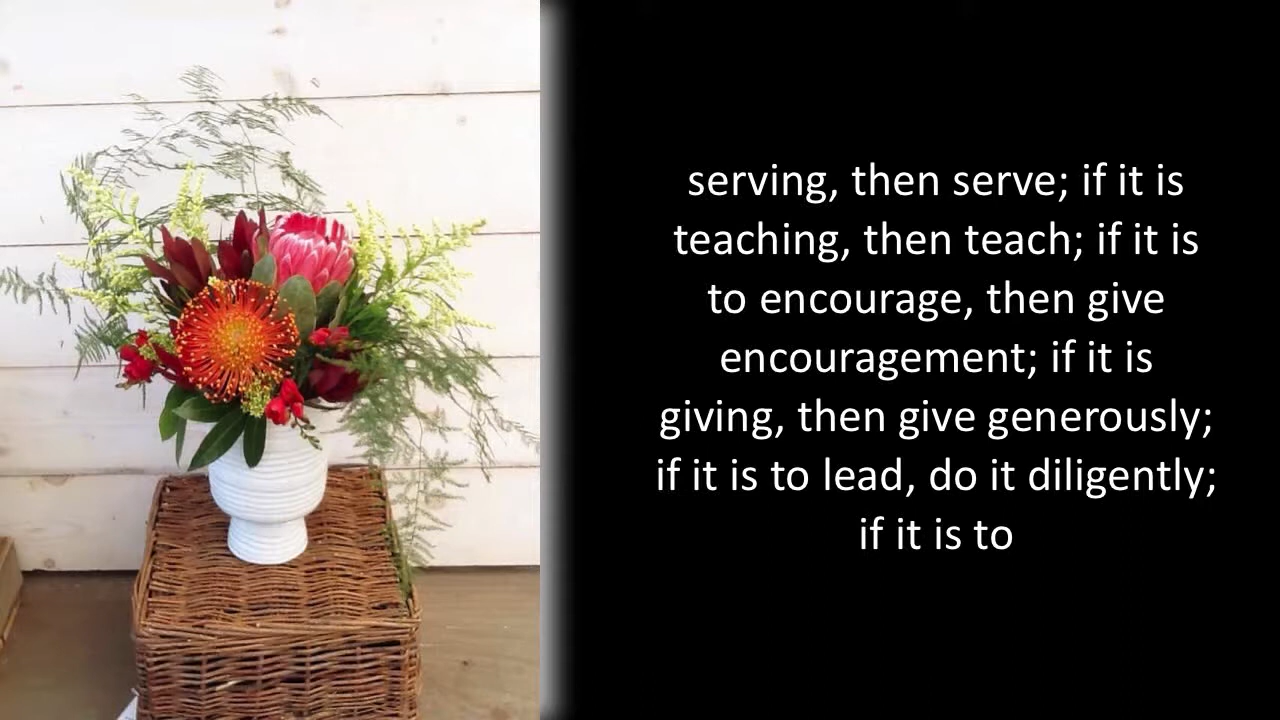 serving, then serve; if it is
teaching, then teach; if it is
to encourage, then give
encouragement; if it is
giving, then give generously;
if it is to lead, do it diligently;
if it is to